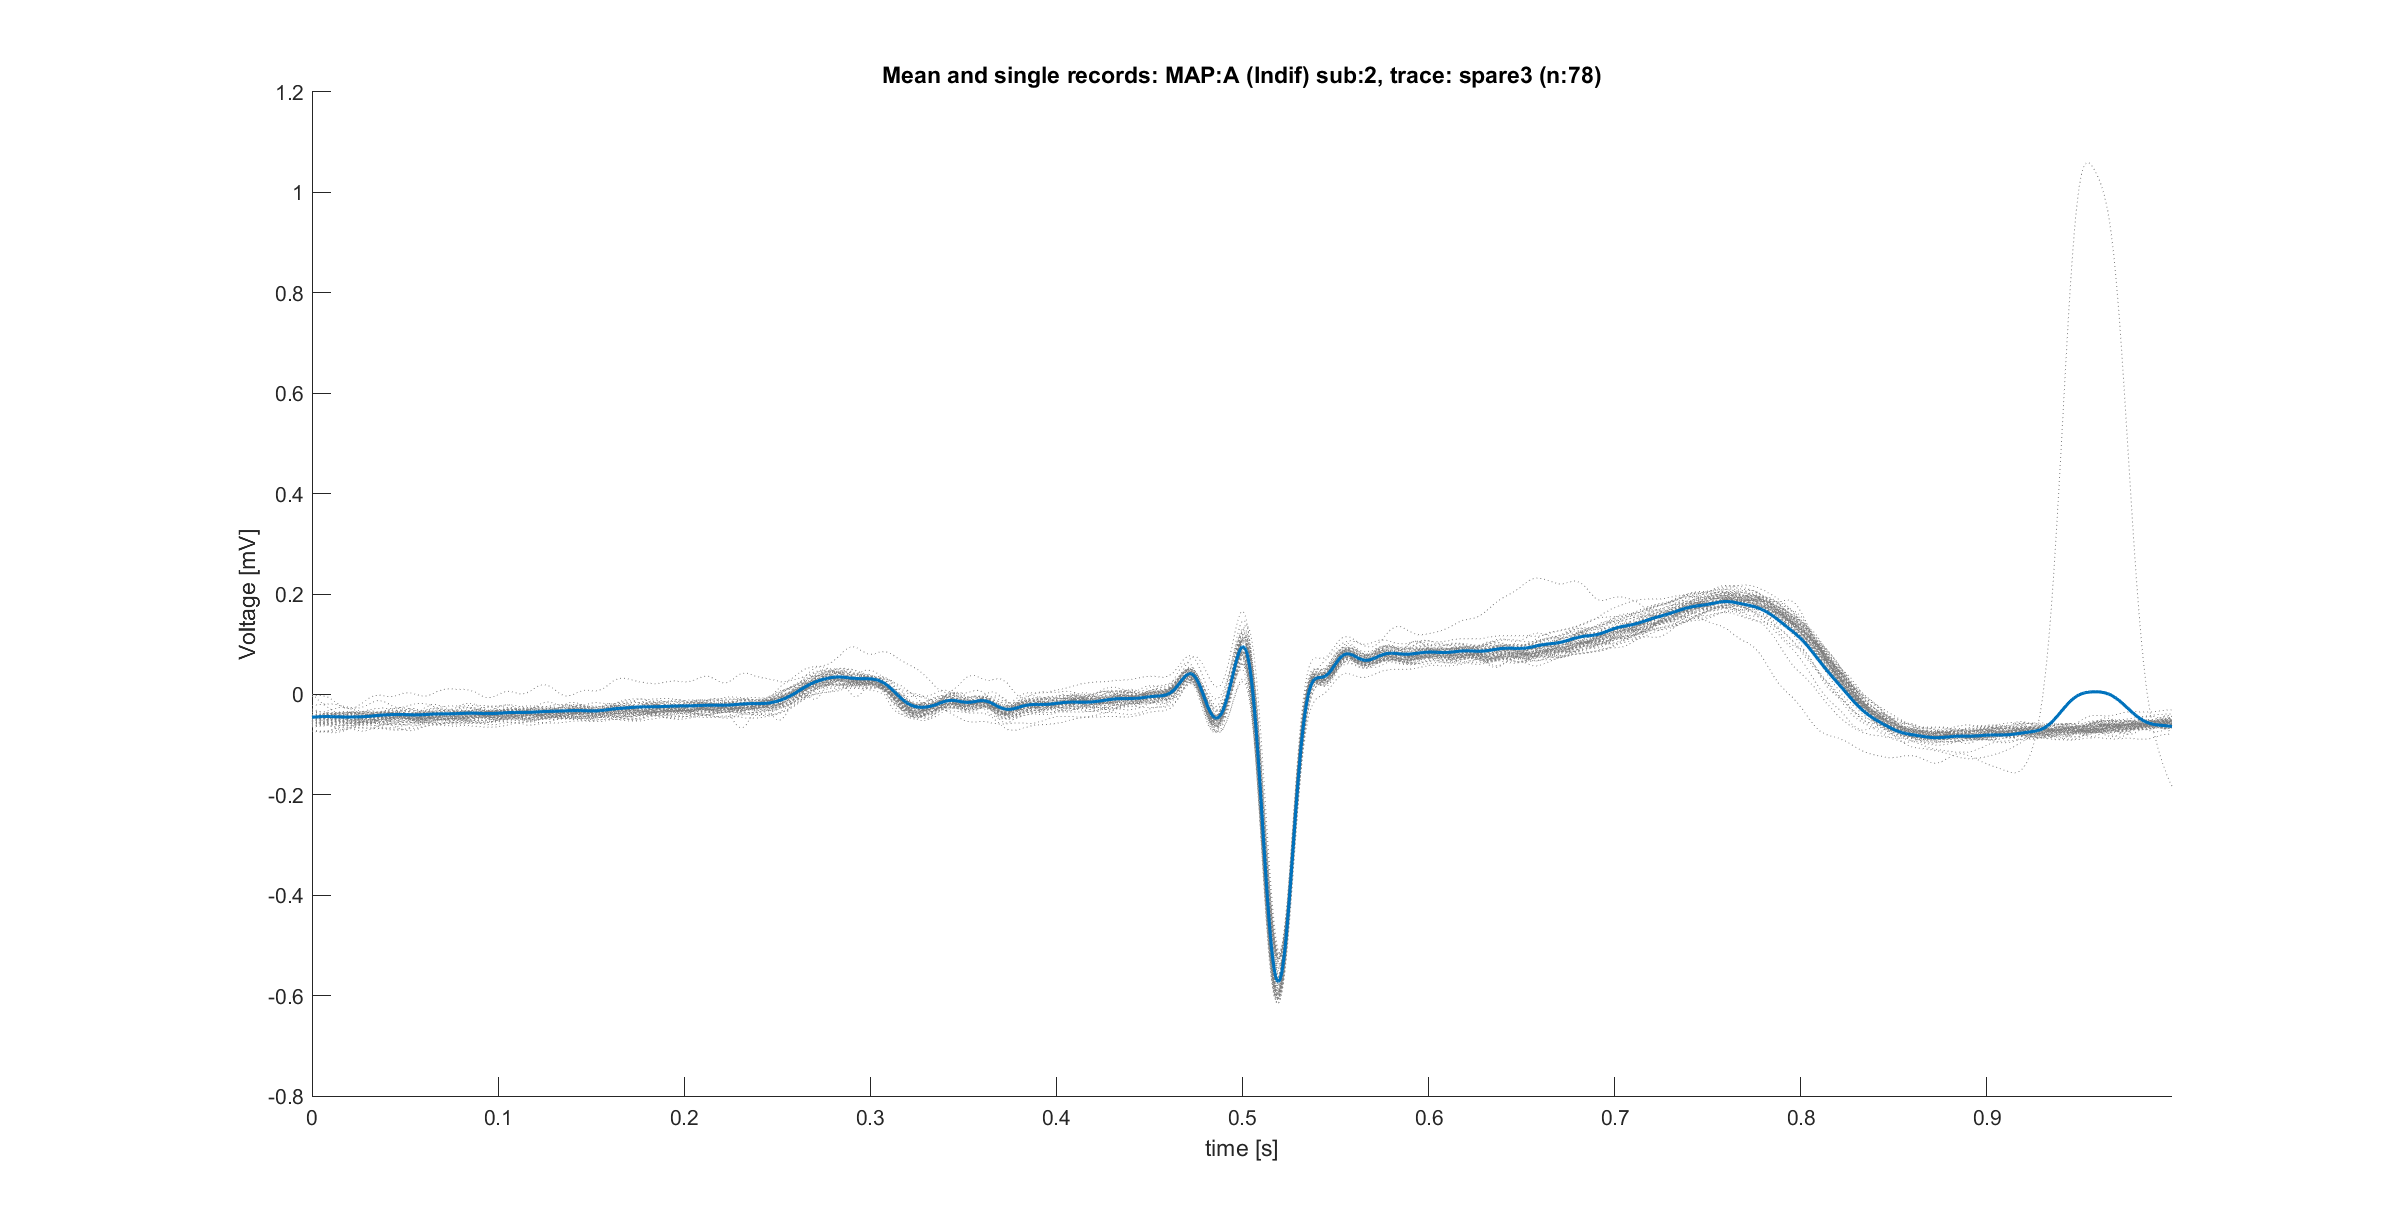 Mean and single records: MAP:A (Indif) sub:2, trace: spare3 (n:78)
1.2
1
0.8
0.6
0.4
0.2
0
-0.2
-0.4
-0.6
-0.8
Voltage [mV]
0 0.1 0.2 0.3 0.4 0.5 0.6 0.7 0.8 0.9
time [s]